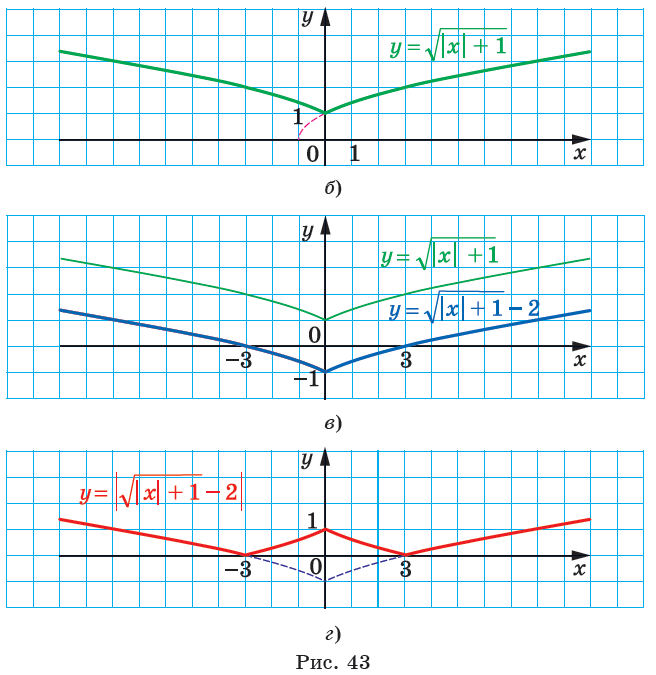 y
y = √|x| + 1
1
0
1
x
б)
y
y = √|x| + 1
y = √|x| + 1 – 2
0
–3
3
x
–1
в)
y
y = |√|x| + 1 – 2|
1
–3
0
3
x
г)
Рис. 43